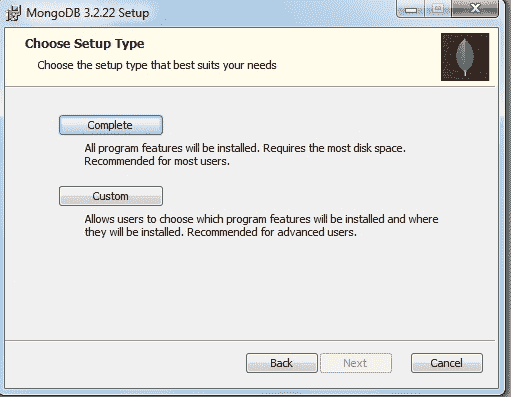 MongoDB 3.2.22 Setup
Choose Setup Type
Choose the setup type that best suits your needs
Complete
All program features will be installed. Requires the most disk space.
Recommended for most users.
Custom
Allows users to choose which program features will be installed and where
they will be installed. Recommended for advanced users.
Back
Next
Cancel